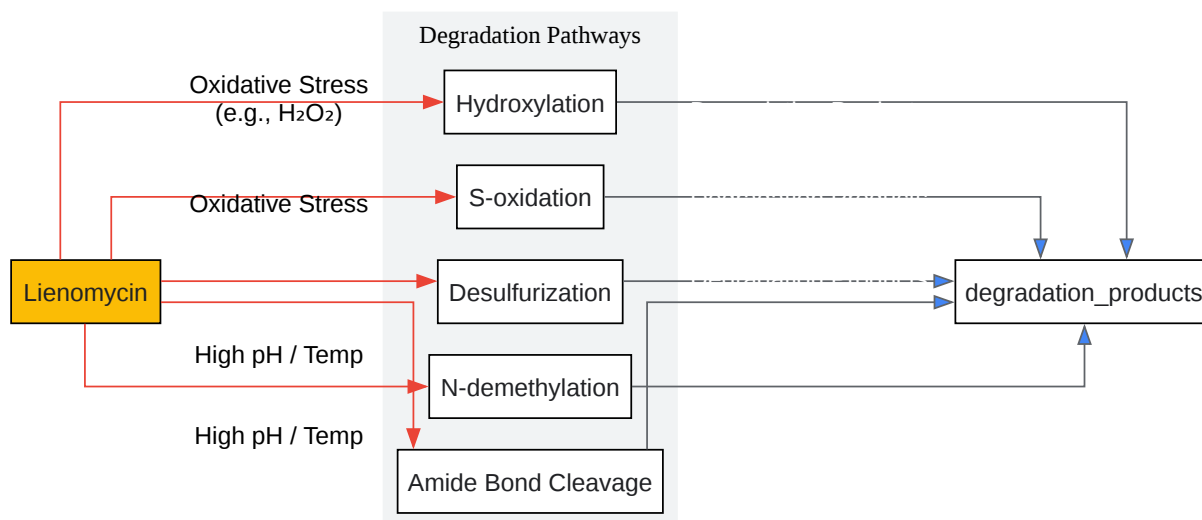 Degradation Pathways
Oxidative Stress
(e.g., H₂O₂)
Hydroxylation
Oxidative Stress
S-oxidation
Lienomycin
Desulfurization
degradation_products
High pH / Temp
N-demethylation
High pH / Temp
Amide Bond Cleavage